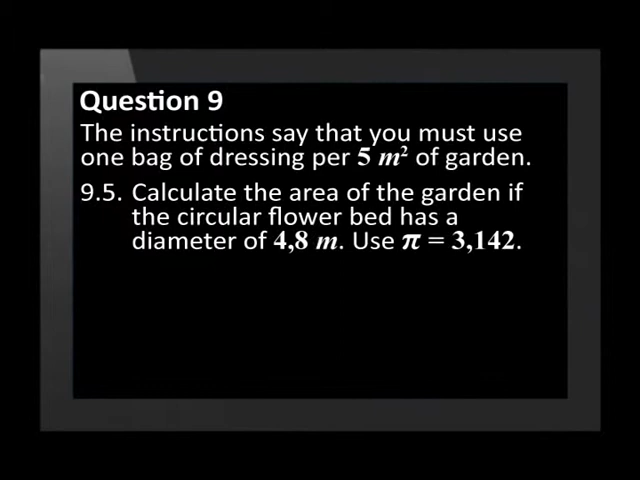 Question 9
The instructions say that you must use
one bag of dressing per 5 m² of garden.
9.5. Calculate the area of the garden if
the circular flower bed has a
diameter of 4,8 m. Use π = 3,142.